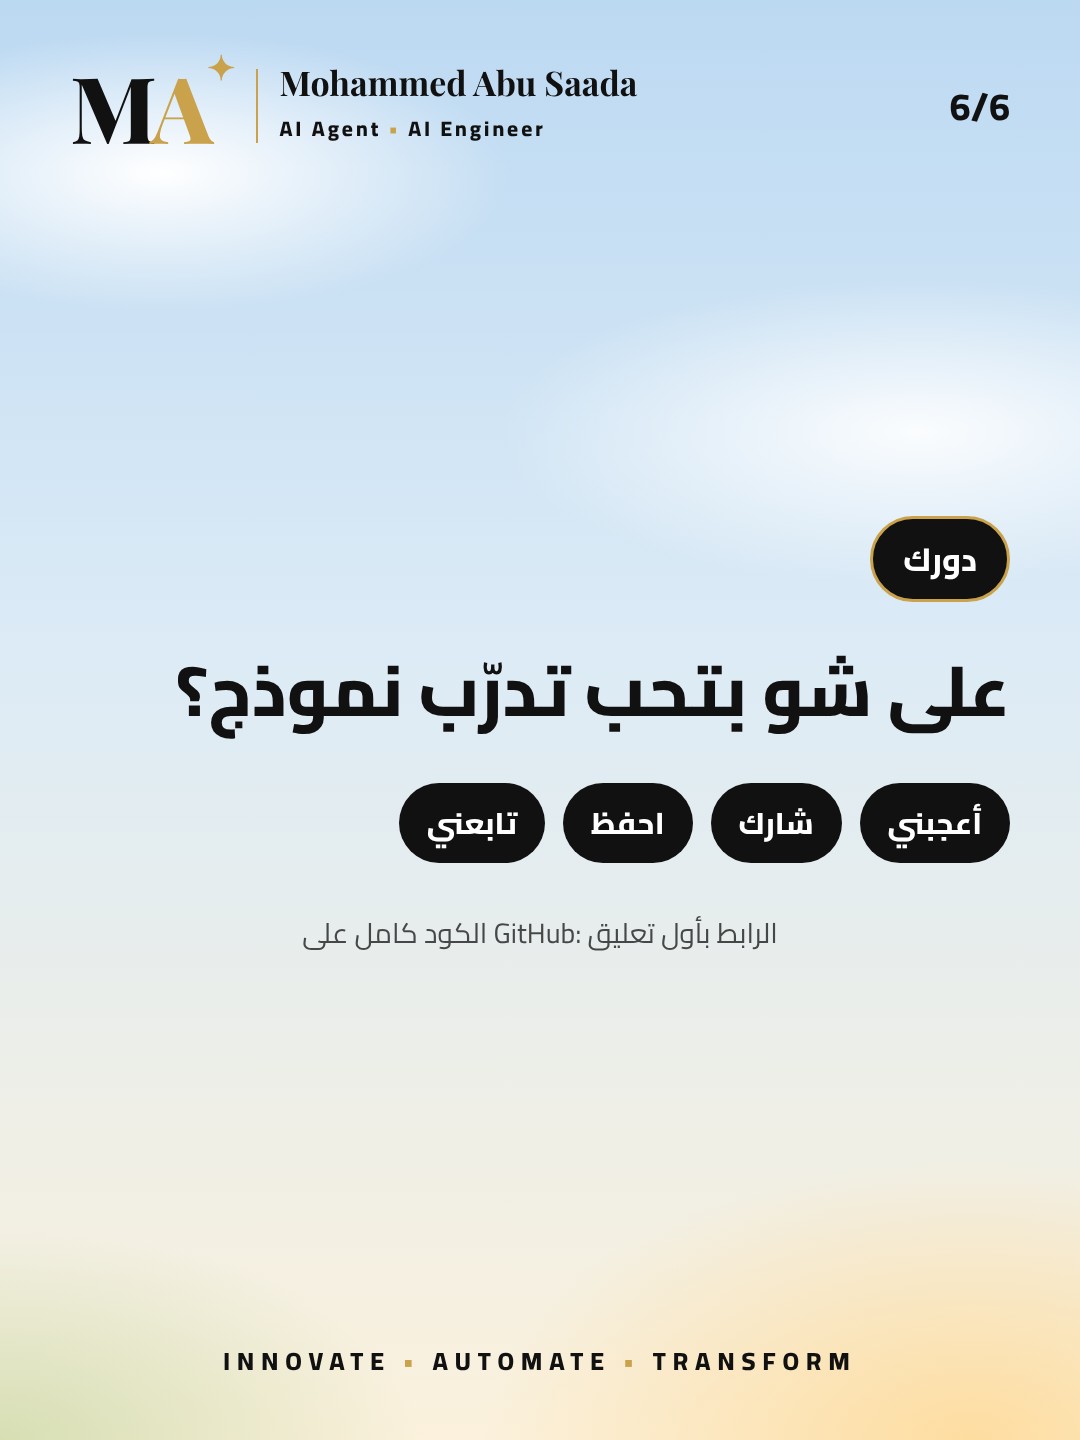 MA
Mohammed Abu Saada
AI Agent ▪ AI Engineer
6/6
دورك
على شو بتحب تدرّب نموذج؟
أعجبني شارك احفظ تابعني
الرابط بأول تعليق :GitHub الكود كامل على
INNOVATE ▪ AUTOMATE ▪ TRANSFORM